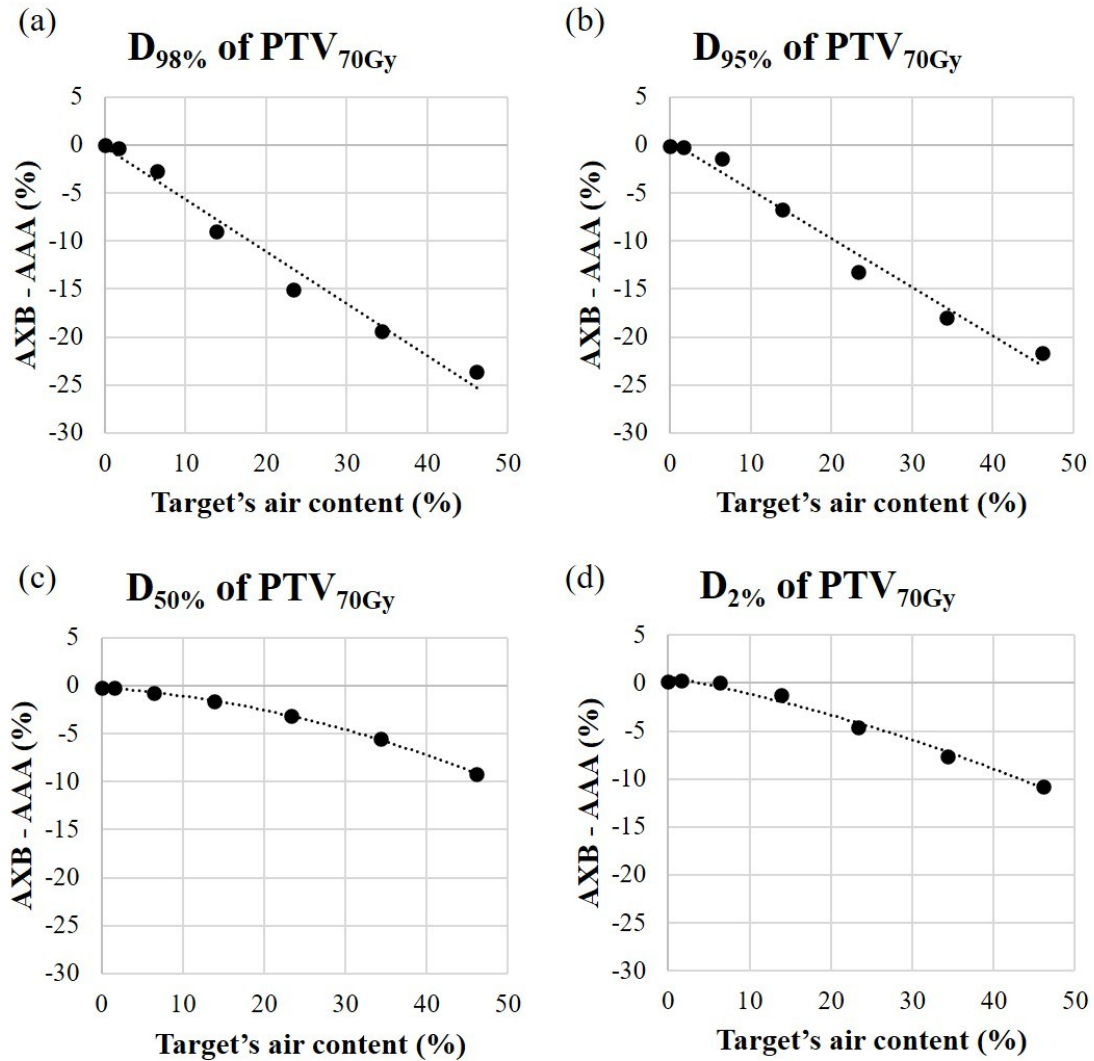 (a)
D98% of PTV70Gy
5
0
-5
-10
-15
-20
-25
-30
AXB - AAA (%)
0 10 20 30 40 50
Target’s air content (%)
(b)
D95% of PTV70Gy
5
0
-5
-10
-15
-20
-25
-30
AXB - AAA (%)
0 10 20 30 40 50
Target’s air content (%)
(c)
D50% of PTV70Gy
5
0
-5
-10
-15
-20
-25
-30
AXB - AAA (%)
0 10 20 30 40 50
Target’s air content (%)
(d)
D2% of PTV70Gy
5
0
-5
-10
-15
-20
-25
-30
AXB - AAA (%)
0 10 20 30 40 50
Target’s air content (%)